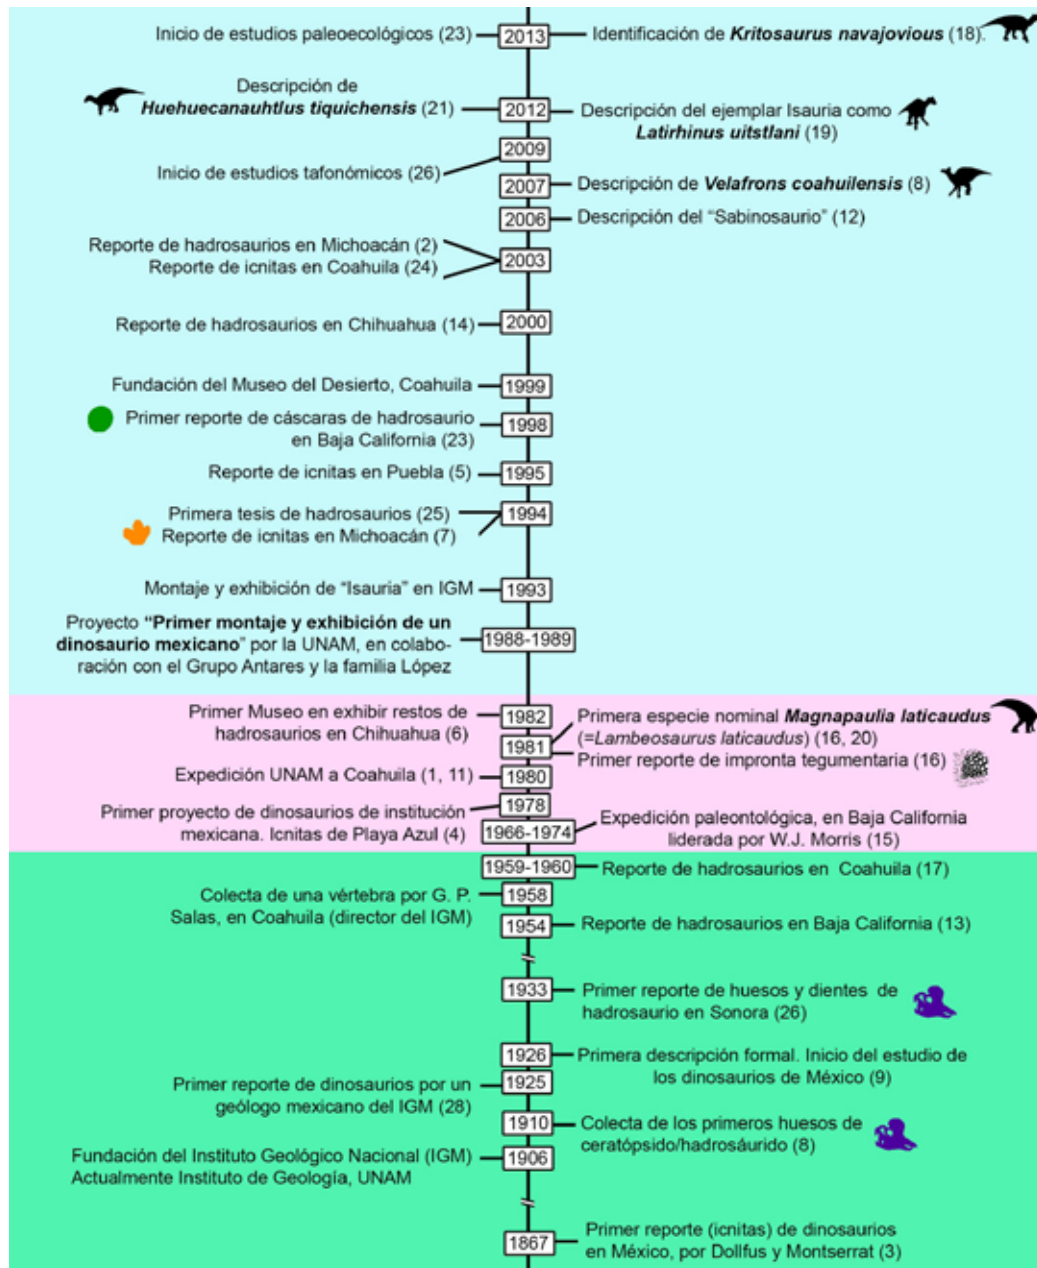 Inicio de estudios paleoecológicos (23)
2013
Identificación de Kritosaurus navajovious (18).
Descripción de
Huehuecanauhtlus tiquichensis (21)
2012
Descripción del ejemplar Isauria como
Latirhinus uitstlani (19)
2009
Inicio de estudios tafonómicos (26)
2007
Descripción de Velafrons coahuilensis (8)
2006
Descripción del “Sabinosaurio” (12)
Reporte de hadrosaurios en Michoacán (2)
Reporte de icnitas en Coahuila (24)
2003
Reporte de hadrosaurios en Chihuahua (14)
2000
Fundación del Museo del Desierto, Coahuila
1999
Primer reporte de cáscaras de hadrosaurio
en Baja California (23)
1998
Reporte de icnitas en Puebla (5)
1995
Primera tesis de hadrosaurios (25)
Reporte de icnitas en Michoacán (7)
1994
Montaje y exhibición de “Isauria” en IGM
1993
Proyecto “Primer montaje y exhibición de un
dinosaurio mexicano” por la UNAM, en colabo-
ración con el Grupo Antares y la familia López
1988-1989
Primer Museo en exhibir restos de
hadrosaurios en Chihuahua (6)
1982
1981
Primera especie nominal Magnapaulia laticaudus
(=Lambeosaurus laticaudus) (16, 20)
Primer reporte de impronta tegumentaria (16)
Expedición UNAM a Coahuila (1, 11)
1980
1978
Primer proyecto de dinosaurios de institución
mexicana. Icnitas de Playa Azul (4)
1966-1974
Expedición paleontológica, en Baja California
liderada por W.J. Morris (15)
1959-1960
Reporte de hadrosaurios en Coahuila (17)
Colecta de una vértebra por G. P.
Salas, en Coahuila (director del IGM)
1958
1954
Reporte de hadrosaurios en Baja California (13)
1933
Primer reporte de huesos y dientes de
hadrosaurio en Sonora (26)
1926
Primera descripción formal. Inicio del estudio de
los dinosaurios de México (9)
Primer reporte de dinosaurios por un
geólogo mexicano del IGM (28)
1925
1910
Colecta de los primeros huesos de
ceratópsido/hadrosáurido (8)
Fundación del Instituto Geológico Nacional (IGM)
Actualmente Instituto de Geología, UNAM
1906
1867
Primer reporte (icnitas) de dinosaurios
en México, por Dollfus y Montserrat (3)